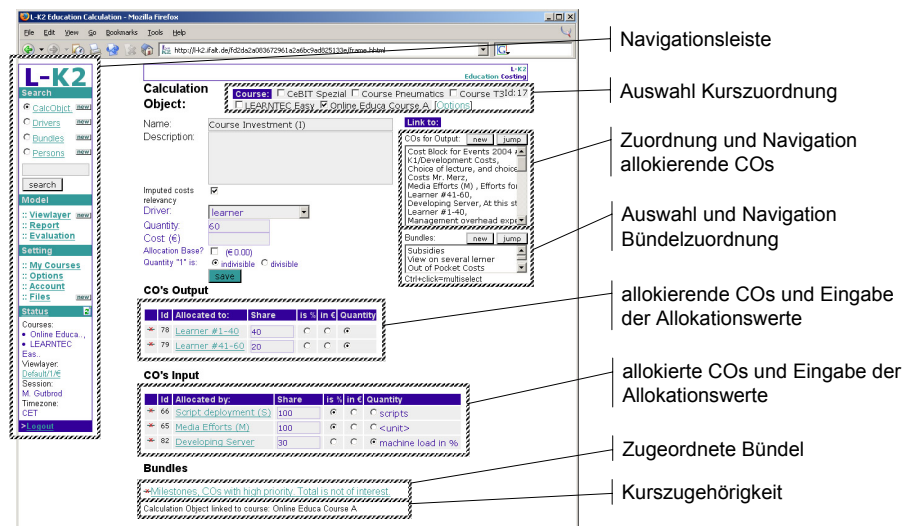 L-K2 Education Calculation - Mozilla Firefox
File Edit View Go Bookmarks Tools Help
http://l-k2.ifalt.de/fd2da2a083672961a2a6bc9ad025133e/frame.html
L-K2
Search
CalcObject. new
Drivers new
Bundles new
Persons new
search
Model
:: Viewlayer new
:: Report
:: Evaluation
Setting
:: My Courses
:: Options
:: Account
:: Files new
Status
Courses:
• Online Educa..,
• LEARNTEC
Eas..
Viewlayer:
Default/1/€
Session:
M. Gutbrod
Timezone:
CET
>Logout
L-K2
Education Costing
Calculation
Object:
Course: CeBIT Spezial Course Pneumatics Course T3 Id:17
LEARNTEC Easy Online Educa Course A [Options]
Name: Course Investment (I)
Description:
Imputed costs
relevancy
Driver: learner
Quantity: 60
Cost (€)
Allocation Base? (€ 0.00)
Quantity "1" is: indivisible divisible
save
Link to:
COs for Output: new jump
Cost Block for Events 2004
K1/Development Costs,
Choice of lecture, and choice
Costs Mr. Merz,
Media Efforts (M) , Efforts for
Learner #41-60,
Developing Server, At this st
Learner #1-40,
Management overhead expe
Bundles: new jump
Subsidies
View on several lerner
Out of Pocket Costs
Ctrl+click=multiselect
CO's Output
Id Allocated to: Share is % in € Quantity
78 Learner #1-40 40
79 Learner #41-60 20
CO's Input
Id Allocated by: Share is % in € Quantity
66 Script deployment (S) 100 scripts
65 Media Efforts (M) 100 <unit>
82 Developing Server 30 machine load in %
Bundles
Milestones, COs with high priority. Total is not of interest.
Calculation Object linked to course: Online Educa Course A
Navigationsleiste
Auswahl Kurszuordnung
Zuordnung und Navigation
allokierende COs
Auswahl und Navigation
Bündelzuordnung
allokierende COs und Eingabe
der Allokationswerte
allokierte COs und Eingabe der
Allokationswerte
Zugeordnete Bündel
Kurszugehörigkeit